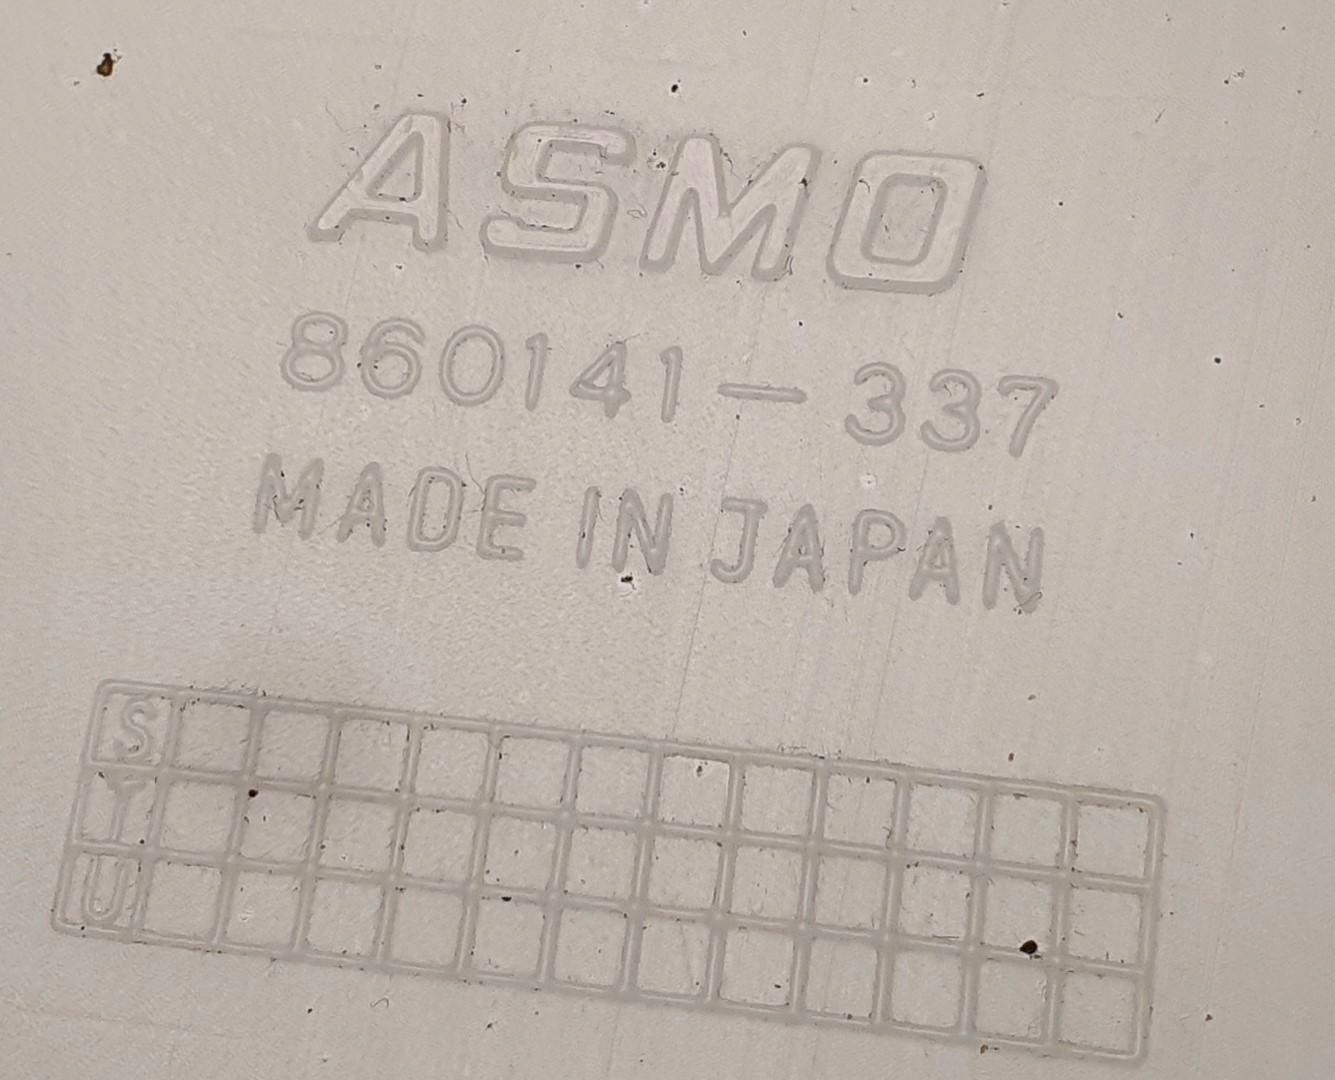 ASMO
860141-337
MADE IN JAPAN
S
Y
U